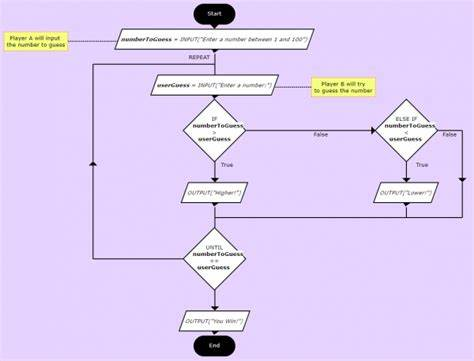 Start
Player A will input
the number to guess
numberToGuess = INPUT("Enter a number between 1 and 100")
REPEAT
userGuess = INPUT("Enter a number:")
Player B will try
to guess the number
IF
numberToGuess
>
userGuess
False
ELSE IF
numberToGuess
<
userGuess
False
True
True
OUTPUT("Higher!")
OUTPUT("Lower!")
UNTIL
numberToGuess
==
userGuess
OUTPUT("You Win!")
End